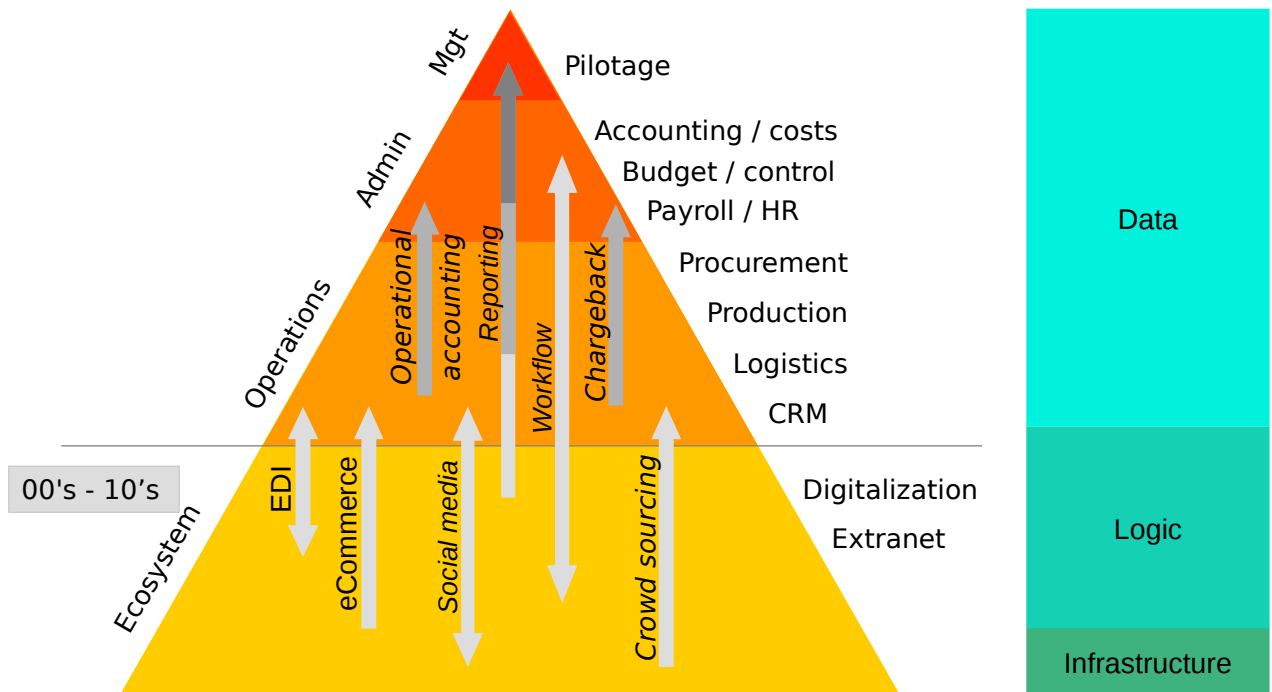 Mgt
Pilotage
Admin
Accounting / costs
Budget / control
Payroll / HR
Operations
Procurement
Production
Logistics
CRM
Operational
accounting
Reporting
Workflow
Chargeback
00's - 10’s
Ecosystem
EDI
eCommerce
Social media
Crowd sourcing
Digitalization
Extranet
Data
Logic
Infrastructure